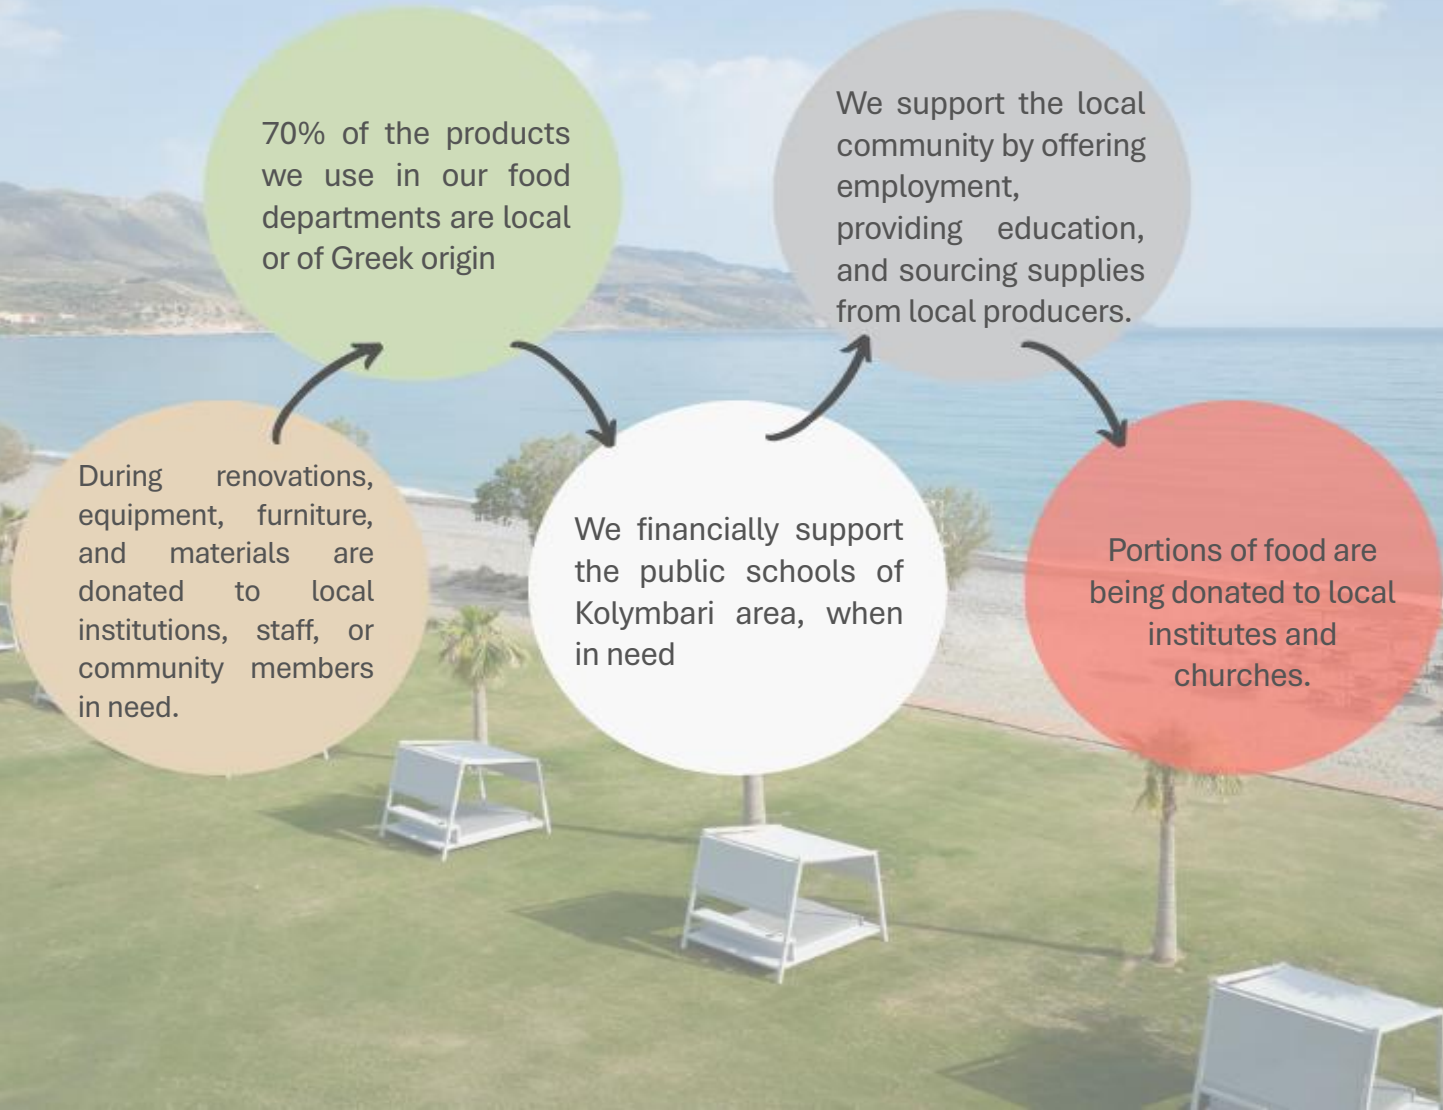 During renovations,
equipment, furniture,
and materials are
donated to local
institutions, staff, or
community members
in need.
70% of the products
we use in our food
departments are local
or of Greek origin
We financially support
the public schools of
Kolymbari area, when
in need
We support the local
community by offering
employment,
providing education,
and sourcing supplies
from local producers.
Portions of food are
being donated to local
institutes and
churches.